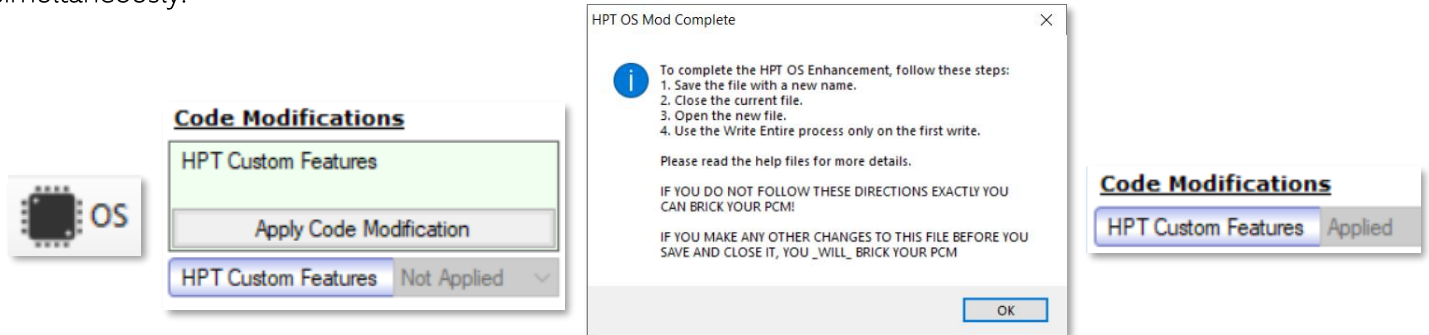 simultaneously.
OS
Code Modifications
HPT Custom Features
Apply Code Modification
HPT Custom Features Not Applied
HPT OS Mod Complete
To complete the HPT OS Enhancement, follow these steps:
1. Save the file with a new name.
2. Close the current file.
3. Open the new file.
4. Use the Write Entire process only on the first write.
Please read the help files for more details.
IF YOU DO NOT FOLLOW THESE DIRECTIONS EXACTLY YOU
CAN BRICK YOUR PCM!
IF YOU MAKE ANY OTHER CHANGES TO THIS FILE BEFORE YOU
SAVE AND CLOSE IT, YOU _WILL_ BRICK YOUR PCM
OK
Code Modifications
HPT Custom Features Applied